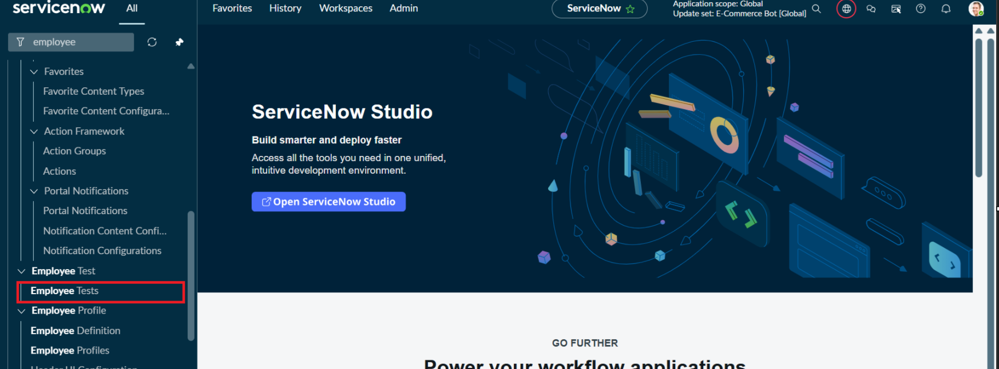 servicenow
All
Favorites
History
Workspaces
Admin
ServiceNow
Application scope: Global
Update set: E-Commerce Bot [Global]
employee
Favorites
Favorite Content Types
Favorite Content Configura...
Action Framework
Action Groups
Actions
Portal Notifications
Portal Notifications
Notification Content Confi...
Notification Configurations
Employee Test
Employee Tests
Employee Profile
Employee Definition
Employee Profiles
Header UI Configuration
ServiceNow Studio
Build smarter and deploy faster
Access all the tools you need in one unified,
intuitive development environment.
Open ServiceNow Studio
GO FURTHER
Power your workflow applications